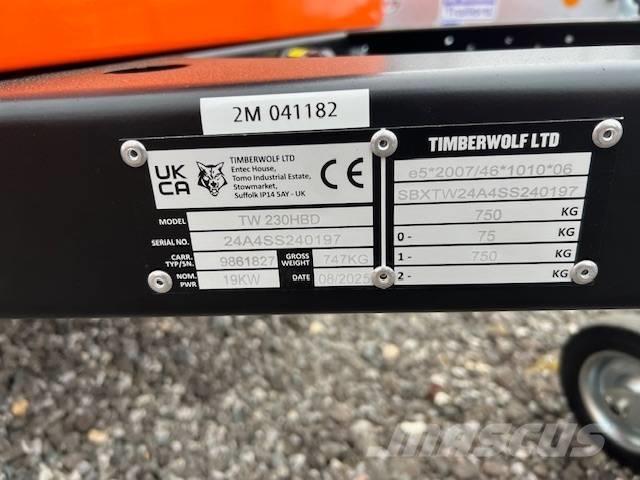 2M 041182
UK
CA
TIMBERWOLF LTD
Entec House,
Tomo Industrial Estate,
Stowmarket,
Suffolk IP14 5AY - UK
CE
MODEL TW 230HBD
SERIAL NO. 24A4SS240197
CARR. TYP/SN. 9861827 GROSS WEIGHT 747KG
NOM. PWR 19KW DATE 08/2025
TIMBERWOLF LTD
e5*2007/46*1010*06
SBXTW24A4SS240197
750 KG
0 - 75 KG
1 - 750 KG
2 - KG
MASCUS